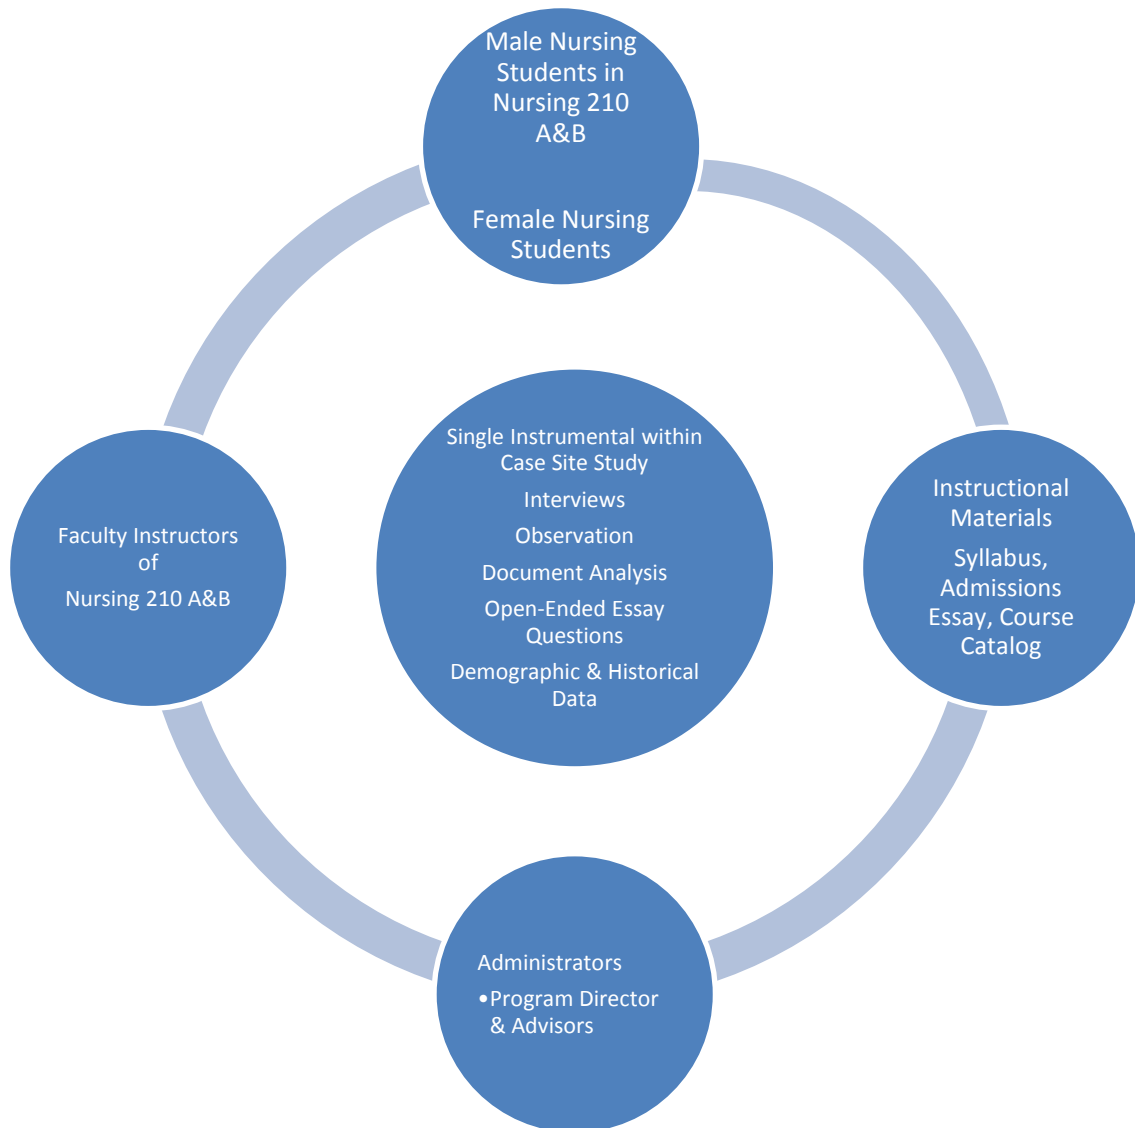 Male Nursing
Students in
Nursing 210
A&B
Female Nursing
Students
Single Instrumental within
Case Site Study
Interviews
Observation
Document Analysis
Open-Ended Essay
Questions
Demographic & Historical
Data
Faculty Instructors
of
Nursing 210 A&B
Instructional
Materials
Syllabus,
Admissions
Essay, Course
Catalog
Administrators
•Program Director
& Advisors